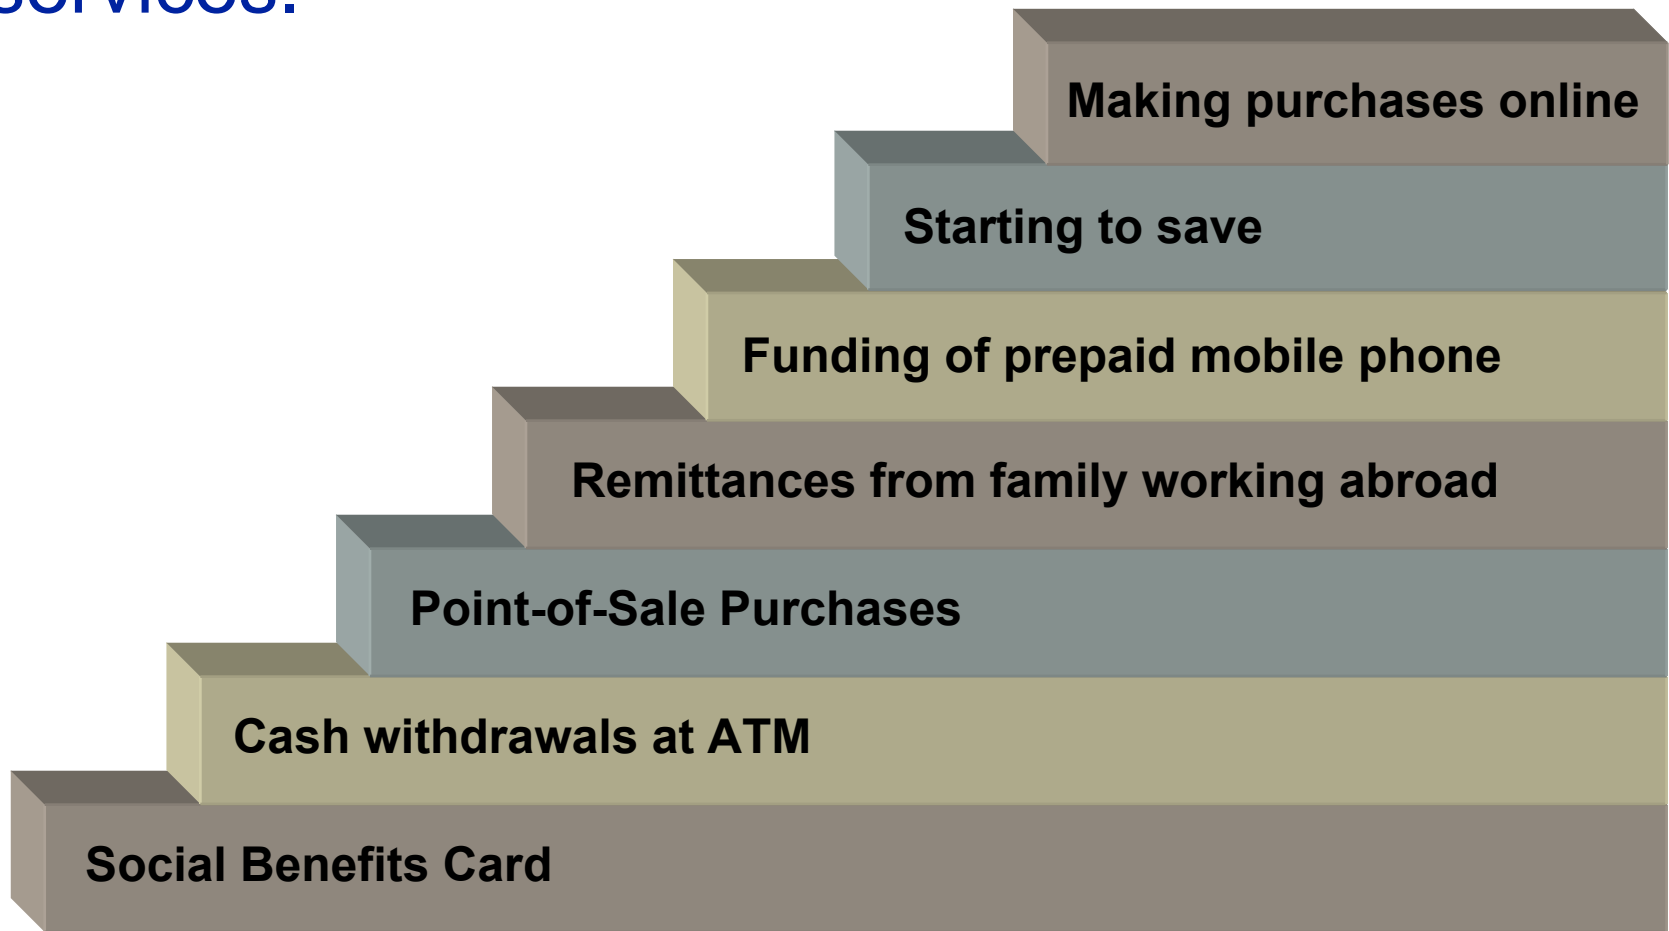 services.
Making purchases online
Starting to save
Funding of prepaid mobile phone
Remittances from family working abroad
Point-of-Sale Purchases
Cash withdrawals at ATM
Social Benefits Card